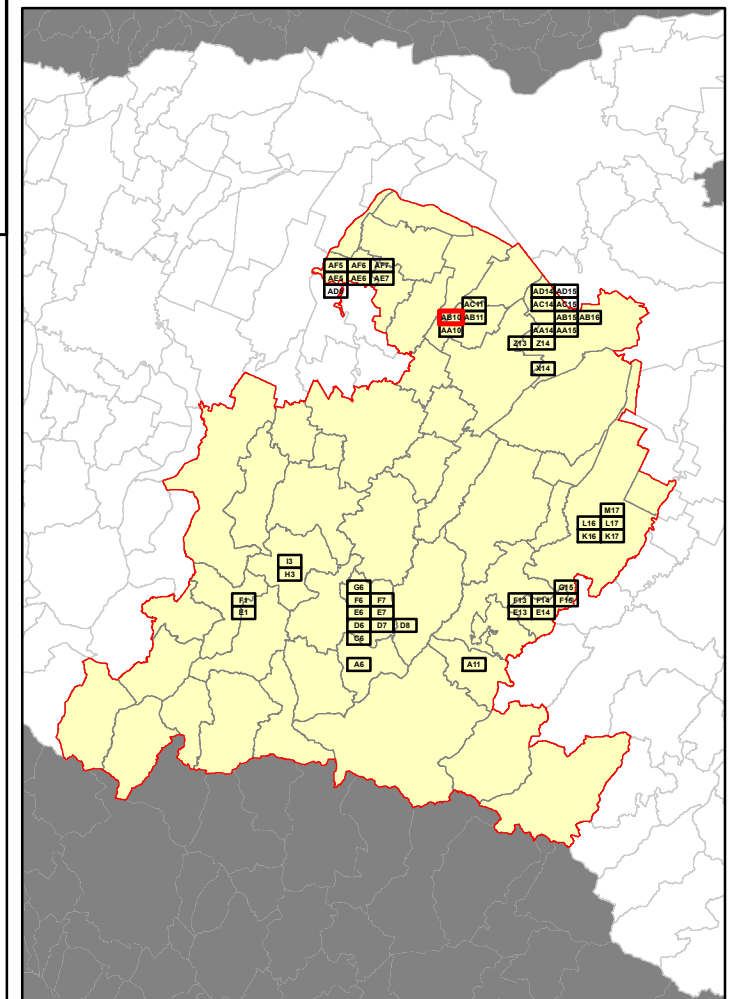 AF5 AF6 AF7
AE5 AE6 AE7
AD14 AD15
AC11 AC14 AC15
AB10 AB11 AB15 AB16
AA10 AA14 AA15
Z13 Z14
X14
M17
L16 L17
K16 K17
I3
H3
G6 G15
F1 F6 F7 F13 F14
E1 E6 E7 E13 E14
D6 D7 D8
C6
A6 A11